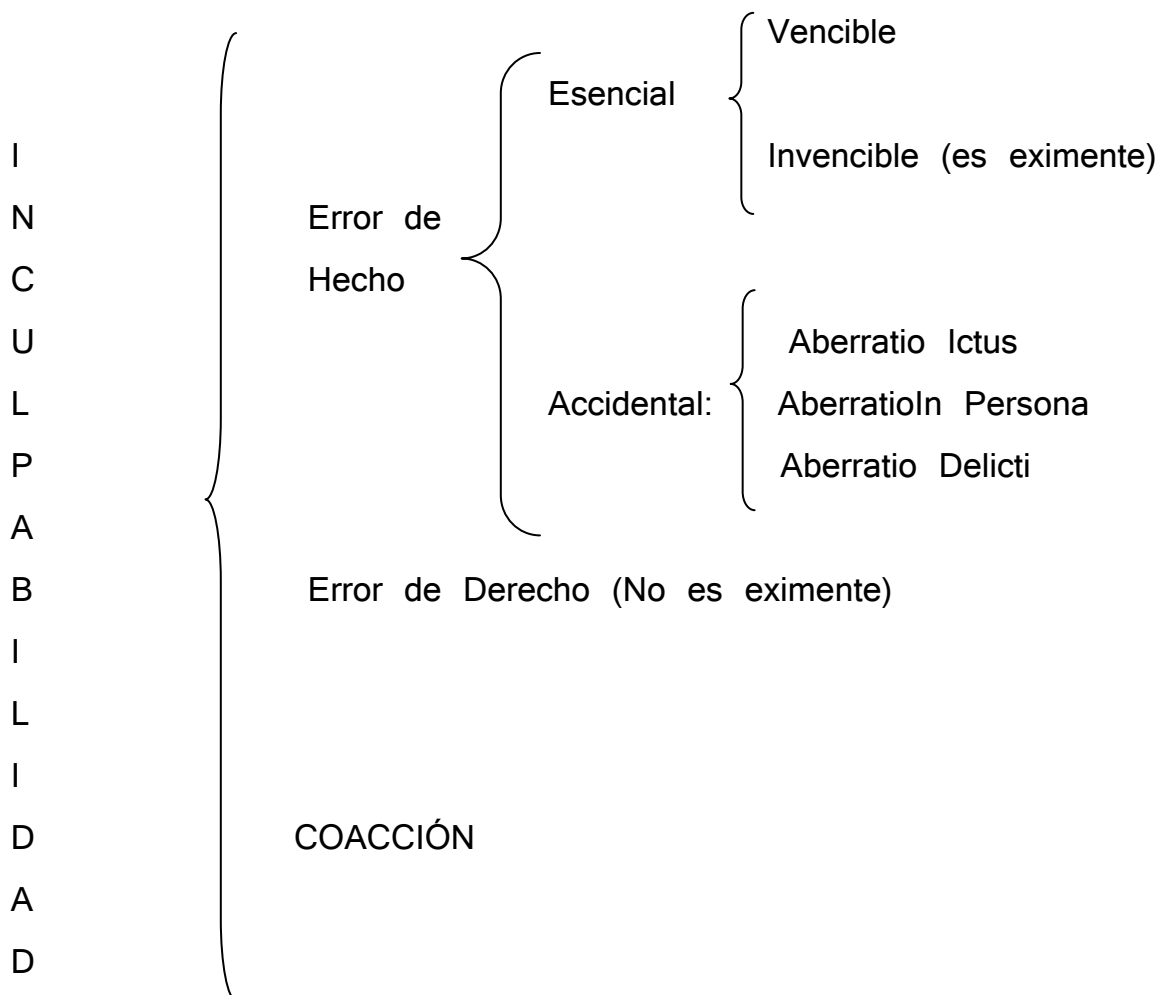 INCULPABILIDAD
Error de
Hecho
Esencial
Vencible
Invencible (es eximente)
Accidental:
Aberratio Ictus
AberratioIn Persona
Aberratio Delicti
Error de Derecho (No es eximente)
COACCIÓN